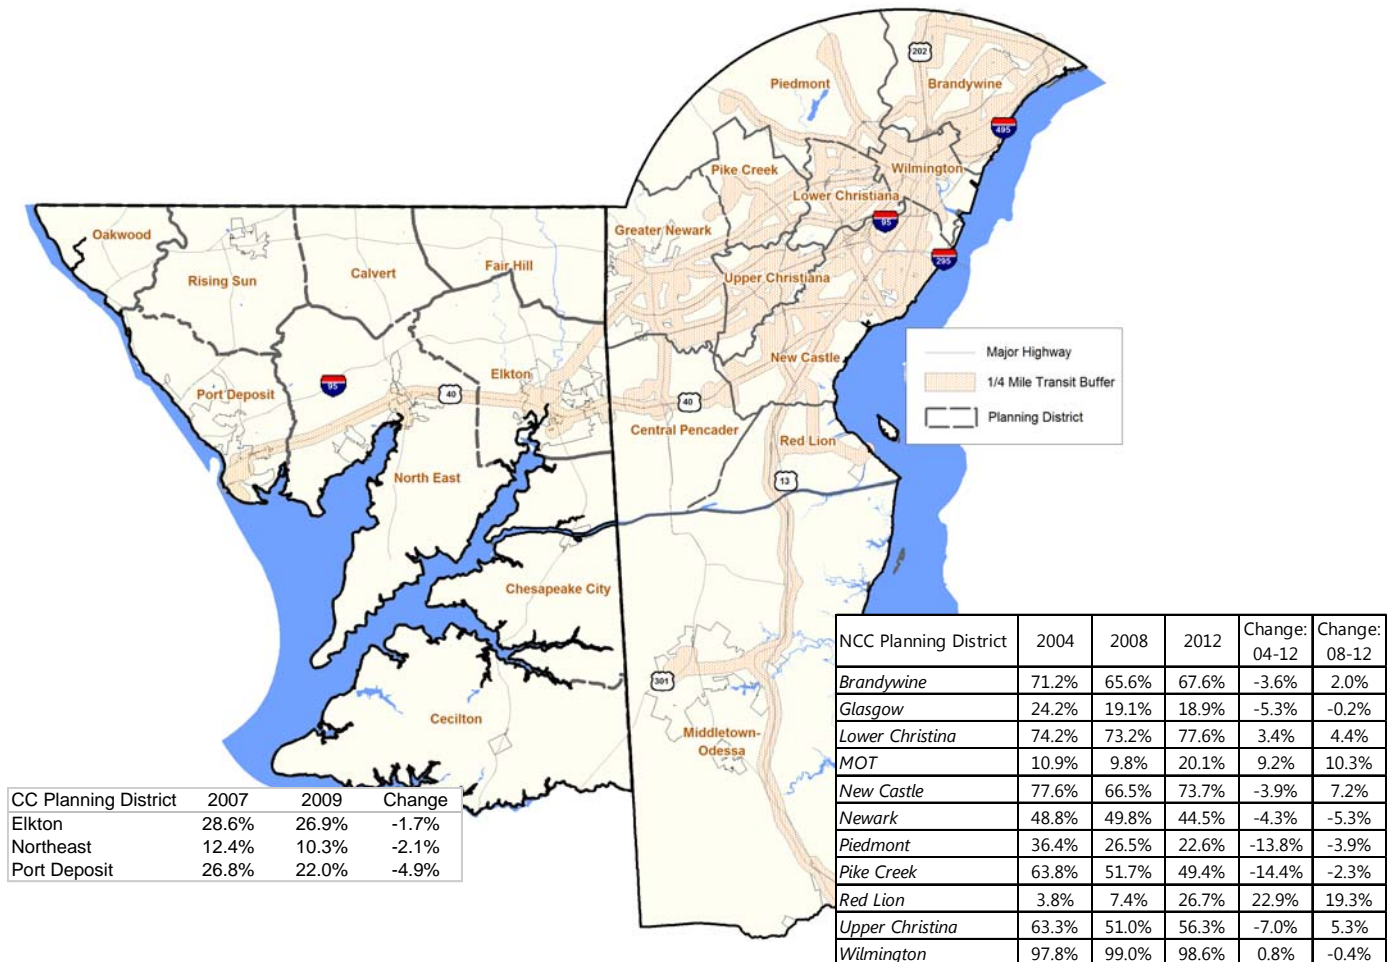 202
Piedmont
Brandywine
495
Pike Creek
Wilmington
Lower Christiana
95
Oakwood
Greater Newark
Fair Hill
295
Rising Sun
Calvert
Upper Christiana
Major Highway
1/4 Mile Transit Buffer
Planning District
New Castle
Elkton
95
Port Deposit
40
40
Central Pencader
Red Lion
North East
13
Chesapeake City
301
Cecilton
Middletown-
Odessa
NCC Planning District 2004 2008 2012 Change: 04-12 Change: 08-12
Brandywine 71.2% 65.6% 67.6% -3.6% 2.0%
Glasgow 24.2% 19.1% 18.9% -5.3% -0.2%
Lower Christina 74.2% 73.2% 77.6% 3.4% 4.4%
MOT 10.9% 9.8% 20.1% 9.2% 10.3%
New Castle 77.6% 66.5% 73.7% -3.9% 7.2%
Newark 48.8% 49.8% 44.5% -4.3% -5.3%
Piedmont 36.4% 26.5% 22.6% -13.8% -3.9%
Pike Creek 63.8% 51.7% 49.4% -14.4% -2.3%
Red Lion 3.8% 7.4% 26.7% 22.9% 19.3%
Upper Christina 63.3% 51.0% 56.3% -7.0% 5.3%
Wilmington 97.8% 99.0% 98.6% 0.8% -0.4%
CC Planning District 2007 2009 Change
Elkton 28.6% 26.9% -1.7%
Northeast 12.4% 10.3% -2.1%
Port Deposit 26.8% 22.0% -4.9%